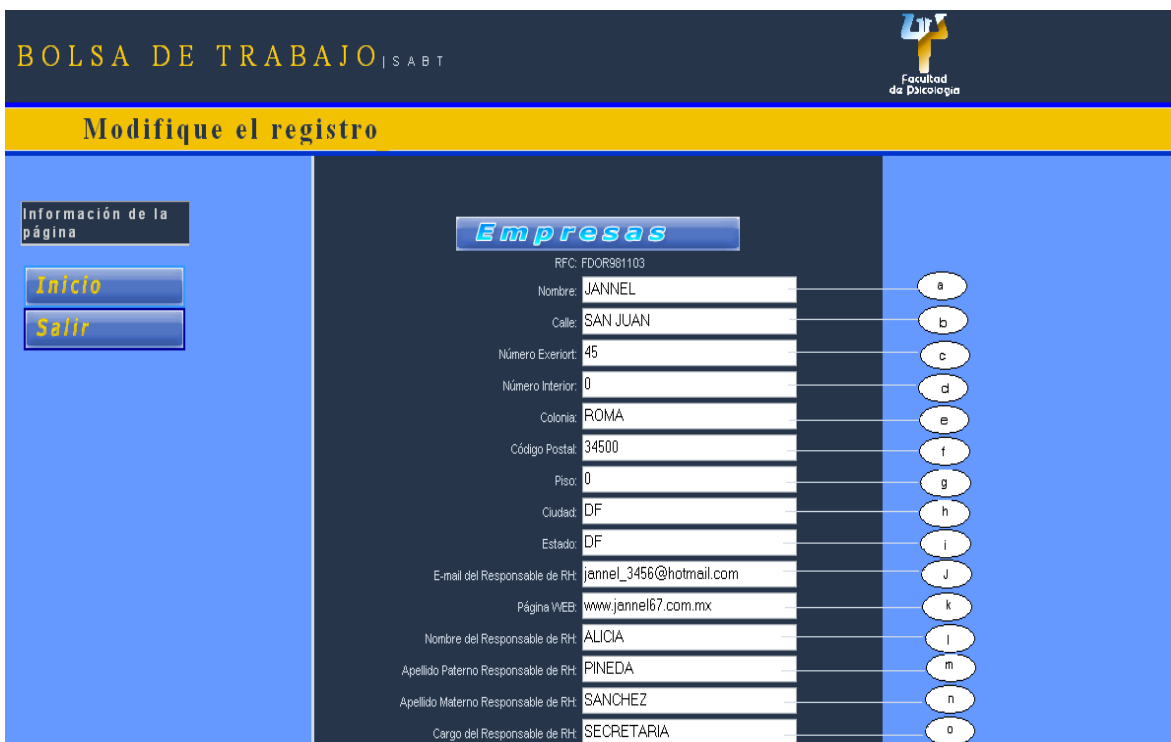 BOLSA DE TRABAJO|SABT
Facultad
de Psicología
Modifique el registro
Información de la
página
Inicio
Salir
Empresas
RFC: FDOR981103
Nombre: JANNEL a
Calle: SAN JUAN b
Número Exeriort: 45 c
Número Interior: 0 d
Colonia: ROMA e
Código Postal: 34500 f
Piso: 0 g
Ciudad: DF h
Estado: DF i
E-mail del Responsable de RH: jannel_3456@hotmail.com J
Página WEB: www.jannel67.com.mx k
Nombre del Responsable de RH: ALICIA l
Apellido Paterno Responsable de RH: PINEDA m
Apellido Materno Responsable de RH: SANCHEZ n
Cargo del Responsable de RH: SECRETARIA o